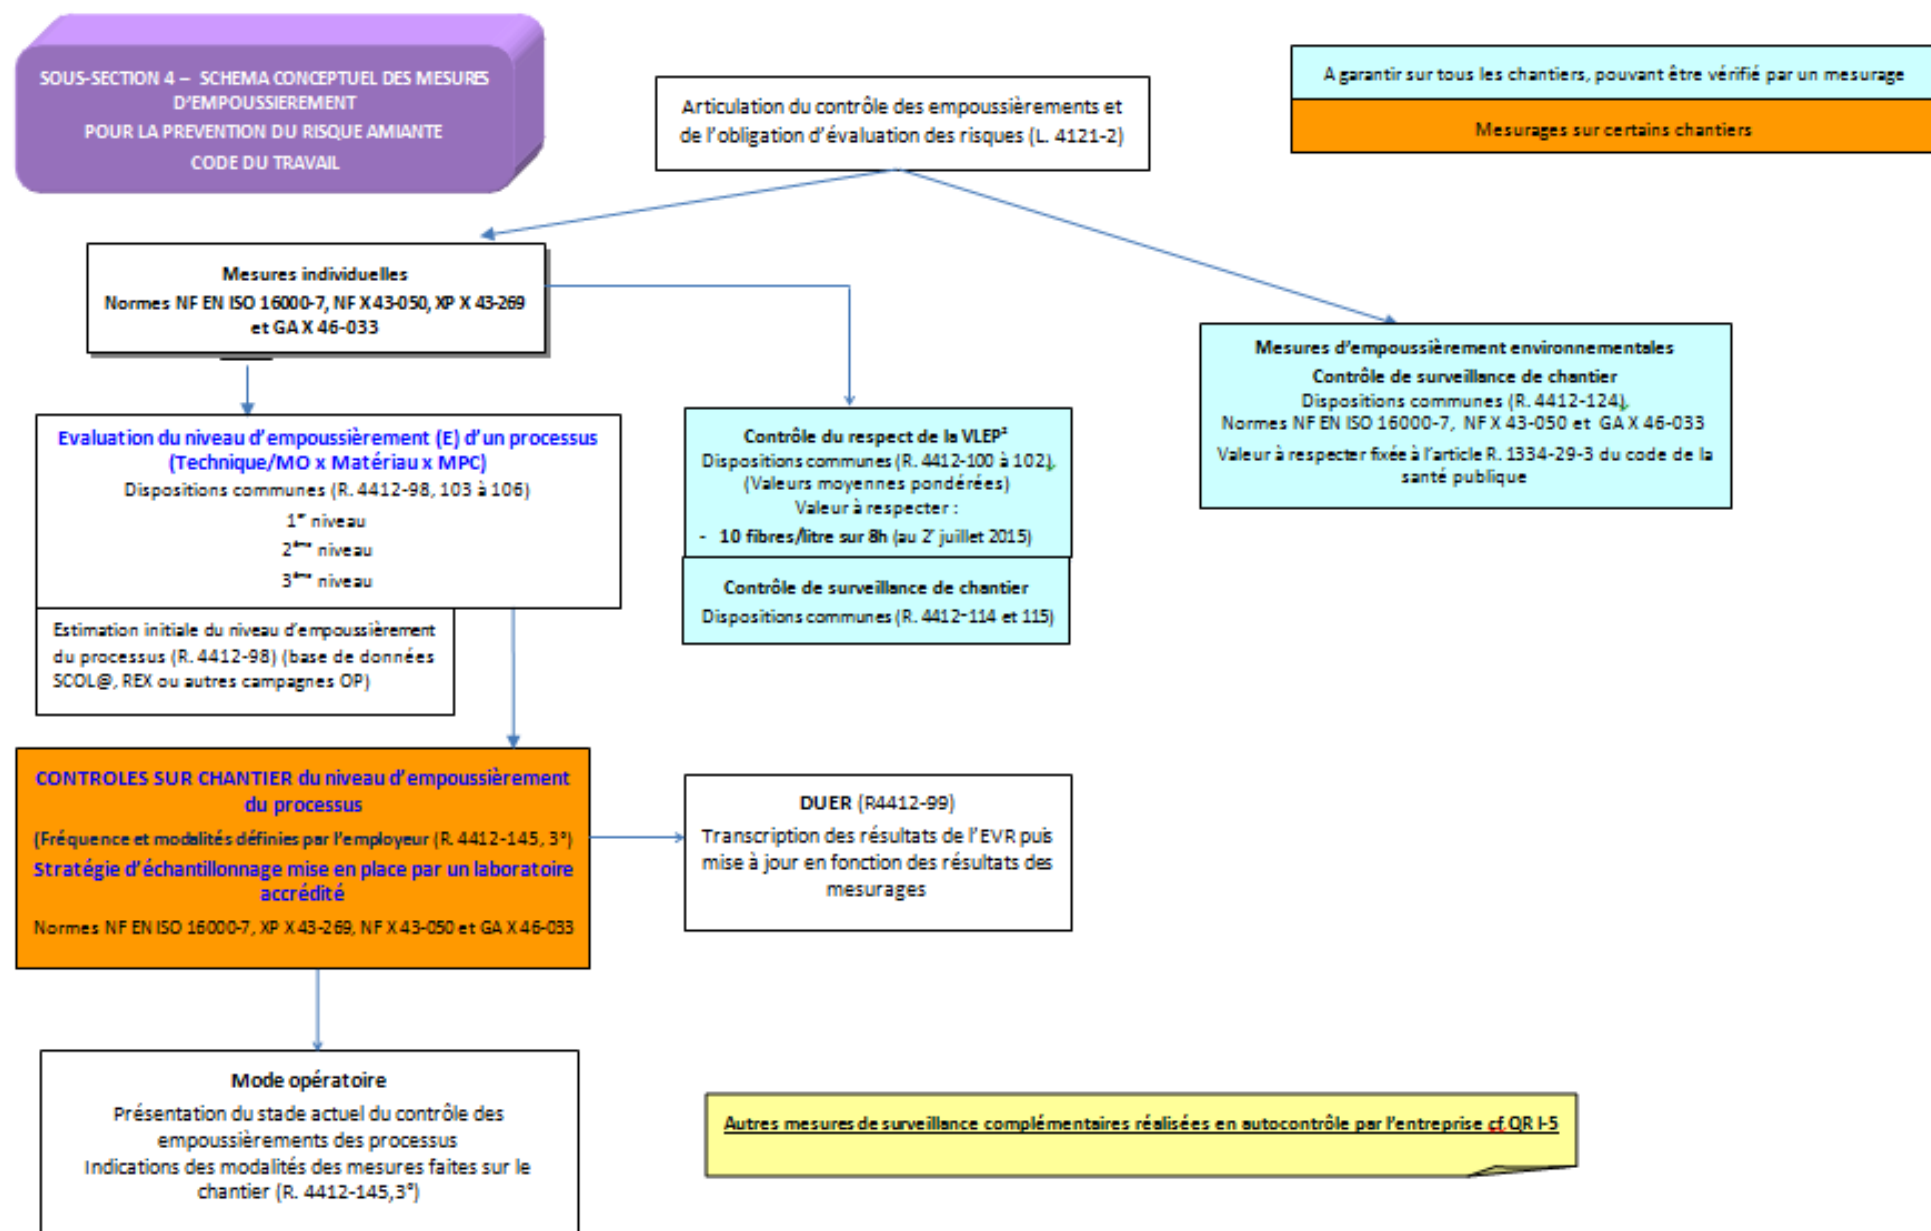 SOUS-SECTION 4 – SCHEMA CONCEPTUEL DES MESURES
D'EMPOUSSIEREMENT
POUR LA PREVENTION DU RISQUE AMIANTE
CODE DU TRAVAIL
Articulation du contrôle des empoussièrements et
de l'obligation d'évaluation des risques (L. 4121-2)
A garantir sur tous les chantiers, pouvant être vérifié par un mesurage
Mesurages sur certains chantiers
Mesures individuelles
Normes NF EN ISO 16000-7, NF X 43-050, XP X 43-269
et GA X 46-033
Mesures d'empoussièrement environnementales
Contrôle de surveillance de chantier
Dispositions communes (R. 4412-124),
Normes NF EN ISO 16000-7, NF X 43-050 et GA X 46-033
Valeur à respecter fixée à l'article R. 1334-29-3 du code de la
santé publique
Evaluation du niveau d'empoussièrement (E) d'un processus
(Technique/MO x Matériau x MPC)
Dispositions communes (R. 4412-98, 103 à 106)
1er niveau
2ème niveau
3ème niveau
Estimation initiale du niveau d'empoussièrement
du processus (R. 4412-98) (base de données
SCOL@, REX ou autres campagnes OP)
Contrôle du respect de la VLEP²
Dispositions communes (R. 4412-100 à 102),
(Valeurs moyennes pondérées)
Valeur à respecter :
- 10 fibres/litre sur 8h (au 2 juillet 2015)
Contrôle de surveillance de chantier
Dispositions communes (R. 4412-114 et 115)
CONTROLES SUR CHANTIER du niveau d'empoussièrement
du processus
(Fréquence et modalités définies par l'employeur (R. 4412-145, 3°)
Stratégie d'échantillonnage mise en place par un laboratoire
accrédité
Normes NF EN ISO 16000-7, XP X 43-269, NF X 43-050 et GA X 46-033
DUER (R4412-99)
Transcription des résultats de l'EVR puis
mise à jour en fonction des résultats des
mesurages
Mode opératoire
Présentation du stade actuel du contrôle des
empoussièrements des processus
Indications des modalités des mesures faites sur le
chantier (R. 4412-145,3°)
Autres mesures de surveillance complémentaires réalisées en autocontrôle par l'entreprise cf.QR I-5